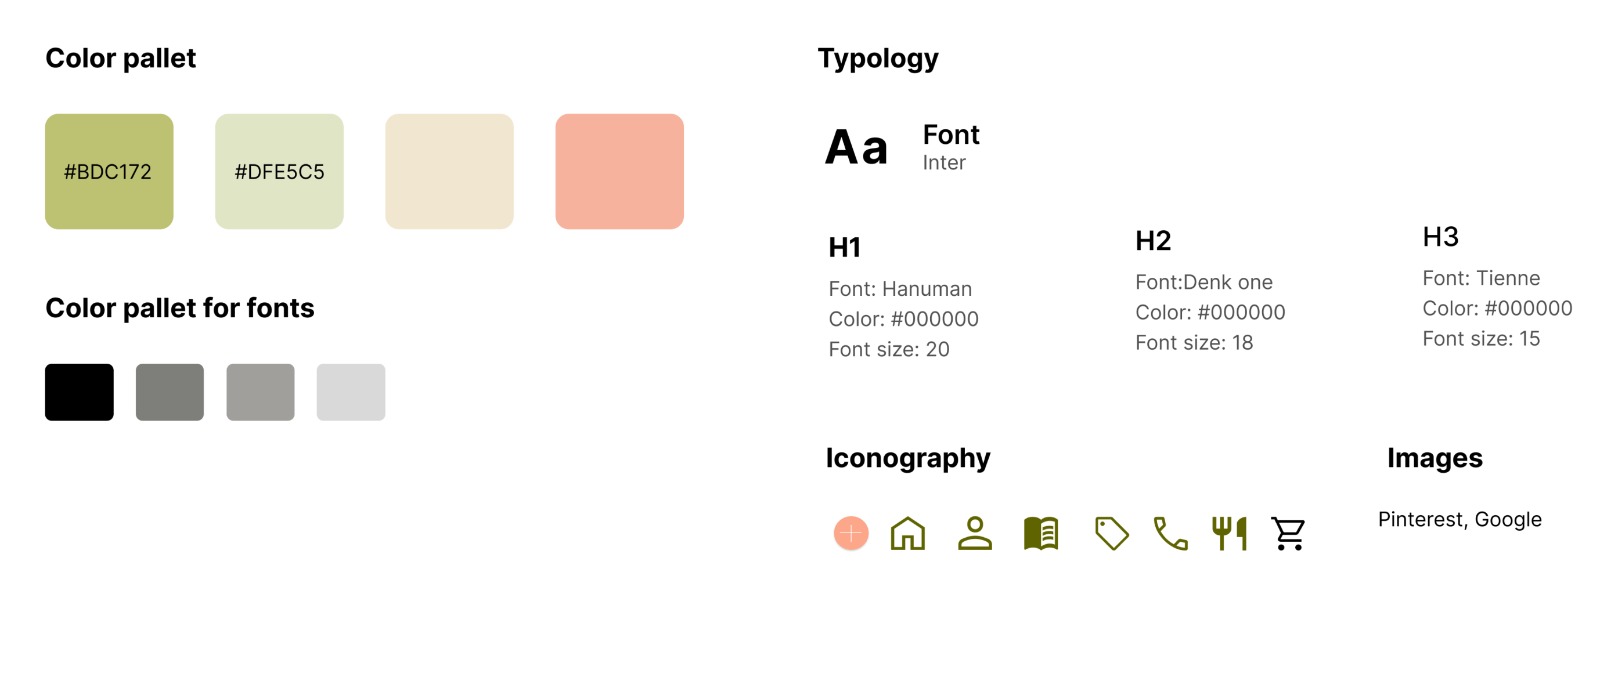 Color pallet
#BDC172
#DFE5C5
Color pallet for fonts
Typology
Aa
Font
Inter
H1
Font: Hanuman
Color: #000000
Font size: 20
H2
Font:Denk one
Color: #000000
Font size: 18
H3
Font: Tienne
Color: #000000
Font size: 15
Iconography
Images
Pinterest, Google